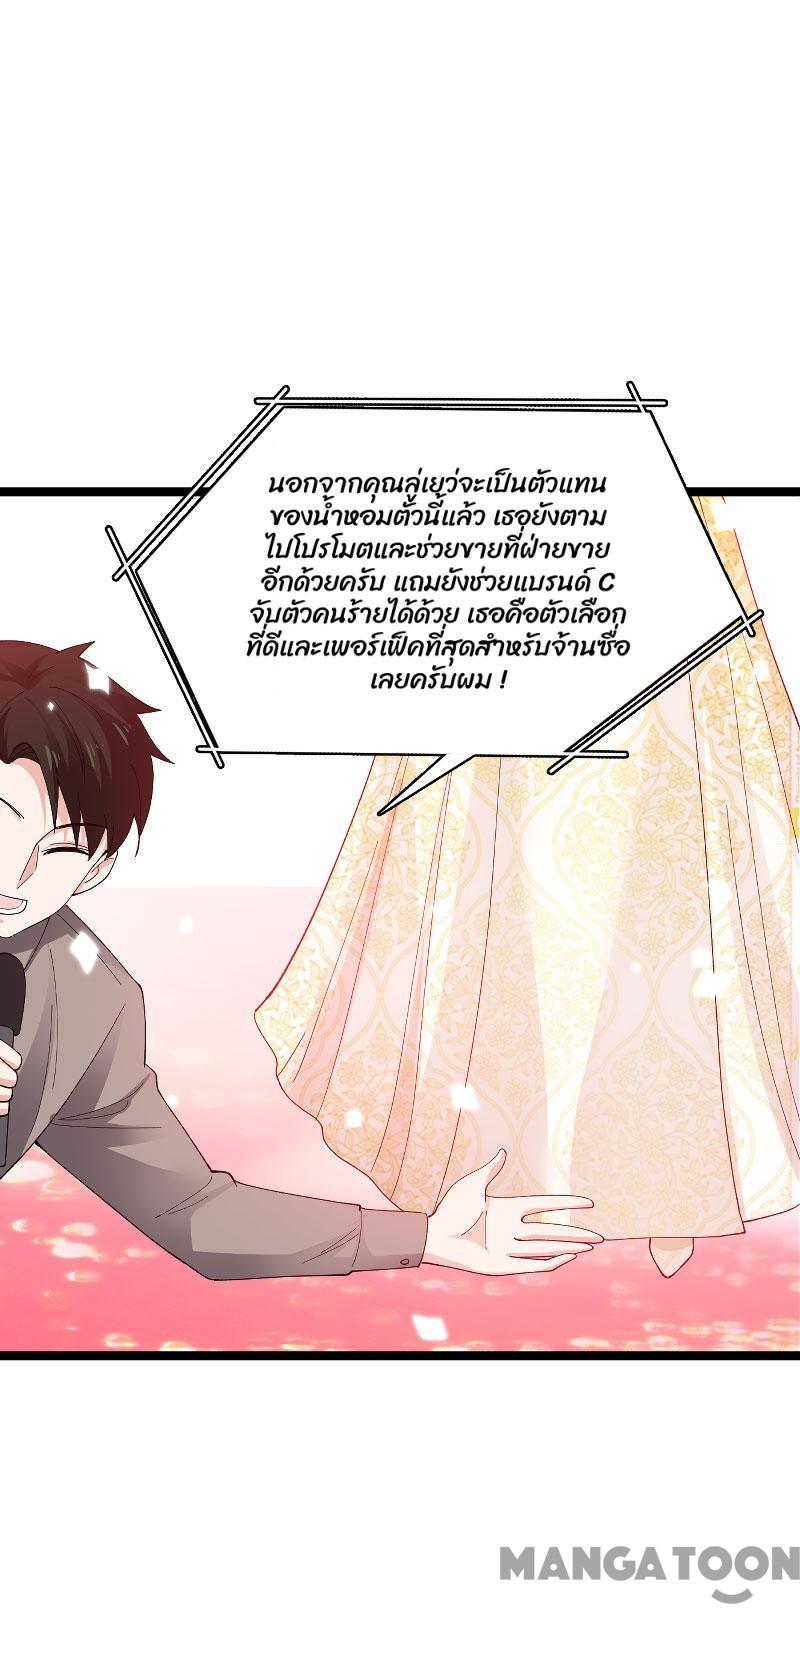 นอกจากคุณลู่เยว่จะเป็นตัวแทน
ของน้ำหอมตัวนี้แล้ว เธอยังตาม
ไปโปรโมตและช่วยขายที่ฝ่ายขาย
อีกด้วยครับ แถมยังช่วยแบรนด์ C
จับตัวคนร้ายได้ด้วย เธอคือตัวเลือก
ที่ดีและเพอร์เฟ็คที่สุดสำหรับจ้านซื่อ
เลยครับผม !
MANGATOON